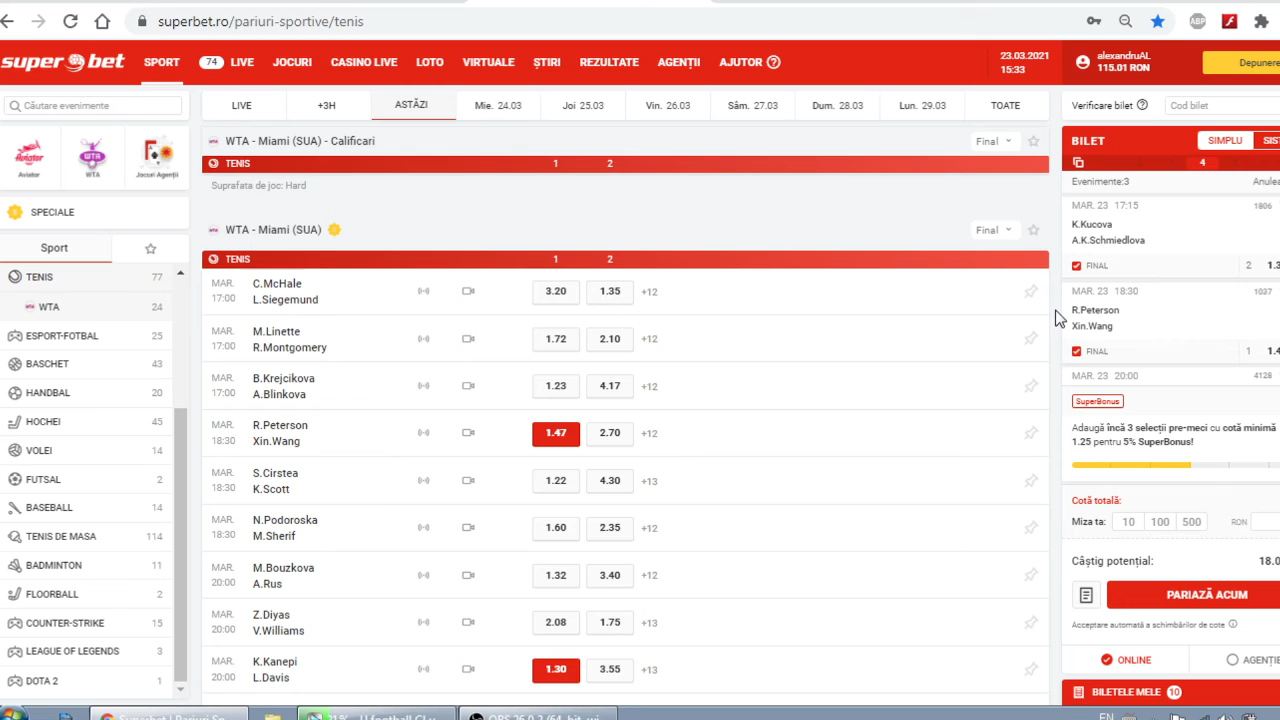 superbet.ro/pariuri-sportive/tenis
ABP
superbet
SPORT
74 LIVE
JOCURI
CASINO LIVE
LOTO
VIRTUALE
ȘTIRI
REZULTATE
AGENȚII
AJUTOR
23.03.2021
15:33
alexandruAL
115.01 RON
Depunere
Căutare evenimente
LIVE
+3H
ASTĂZI
Mie. 24.03
Joi 25.03
Vin. 26.03
Sâm. 27.03
Dum. 28.03
Lun. 29.03
TOATE
Verificare bilet
Cod bilet
Aviator
WTA
Jocuri Agenții
SPECIALE
Sport
TENIS 77
WTA 24
ESPORT-FOTBAL 25
BASCHET 43
HANDBAL 20
HOCHEI 45
VOLEI 14
FUTSAL 2
BASEBALL 14
TENIS DE MASA 114
BADMINTON 11
FLOORBALL 2
COUNTER-STRIKE 15
LEAGUE OF LEGENDS 3
DOTA 2 1
WTA - Miami (SUA) - Calificari
Final
TENIS 1 2
Suprafata de joc: Hard
WTA - Miami (SUA)
Final
TENIS 1 2
MAR. 17:00
C.McHale
L.Siegemund
3.20 1.35 +12
MAR. 17:00
M.Linette
R.Montgomery
1.72 2.10 +12
MAR. 17:00
B.Krejcikova
A.Blinkova
1.23 4.17 +12
MAR. 18:30
R.Peterson
Xin.Wang
1.47 2.70 +12
MAR. 18:30
S.Cirstea
K.Scott
1.22 4.30 +13
MAR. 18:30
N.Podoroska
M.Sherif
1.60 2.35 +12
MAR. 20:00
M.Bouzkova
A.Rus
1.32 3.40 +12
MAR. 20:00
Z.Diyas
V.Williams
2.08 1.75 +13
MAR. 20:00
K.Kanepi
L.Davis
1.30 3.55 +13
BILET
SIMPLU
SIST
4
Evenimente:3
Anulea
MAR. 23 17:15 1806
K.Kucova
A.K.Schmiedlova
FINAL 2 1.3
MAR. 23 18:30 1037
R.Peterson
Xin.Wang
FINAL 1 1.4
MAR. 23 20:00 4128
SuperBonus
Adaugă încă 3 selecții pre-meci cu cotă minimă
1.25 pentru 5% SuperBonus!
Cotă totală:
Miza ta: 10 100 500 RON
Câștig potențial: 18.0
PARIAZĂ ACUM
Acceptare automată a schimbărilor de cote
ONLINE
AGENȚIE
BILETELE MELE 10
EN